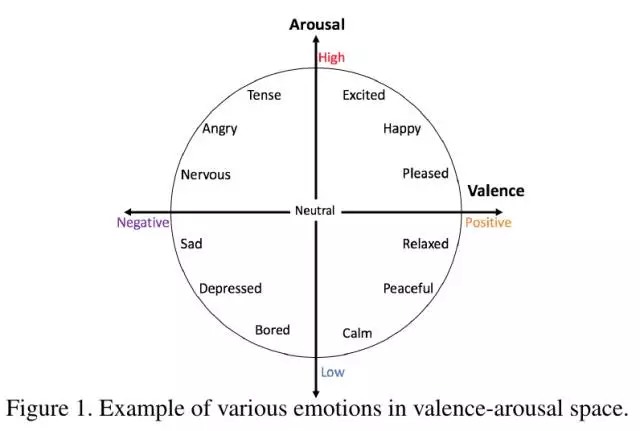 Arousal
High
Tense Excited
Angry Happy
Nervous Pleased
Valence
Neutral
Negative Positive
Sad Relaxed
Depressed Peaceful
Bored Calm
Low
Figure 1. Example of various emotions in valence-arousal space.